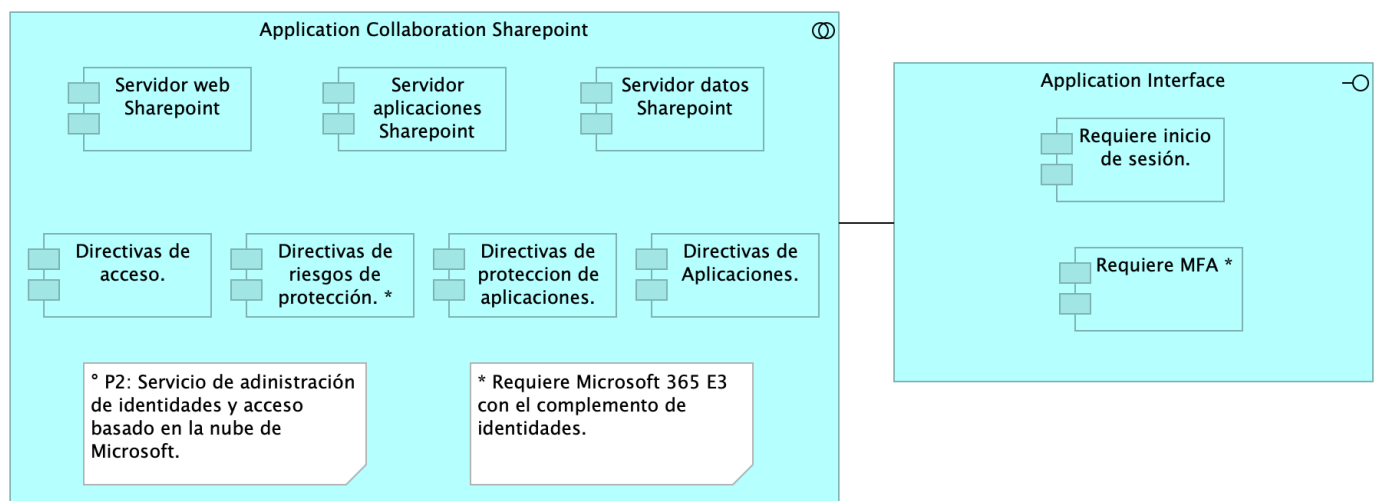 Application Collaboration Sharepoint
Servidor web
Sharepoint
Servidor
aplicaciones
Sharepoint
Servidor datos
Sharepoint
Directivas de
acceso.
Directivas de
riesgos de
protección. *
Directivas de
proteccion de
aplicaciones.
Directivas de
Aplicaciones.
° P2: Servicio de adinistración
de identidades y acceso
basado en la nube de
Microsoft.
* Requiere Microsoft 365 E3
con el complemento de
identidades.
Application Interface
Requiere inicio
de sesión.
Requiere MFA *